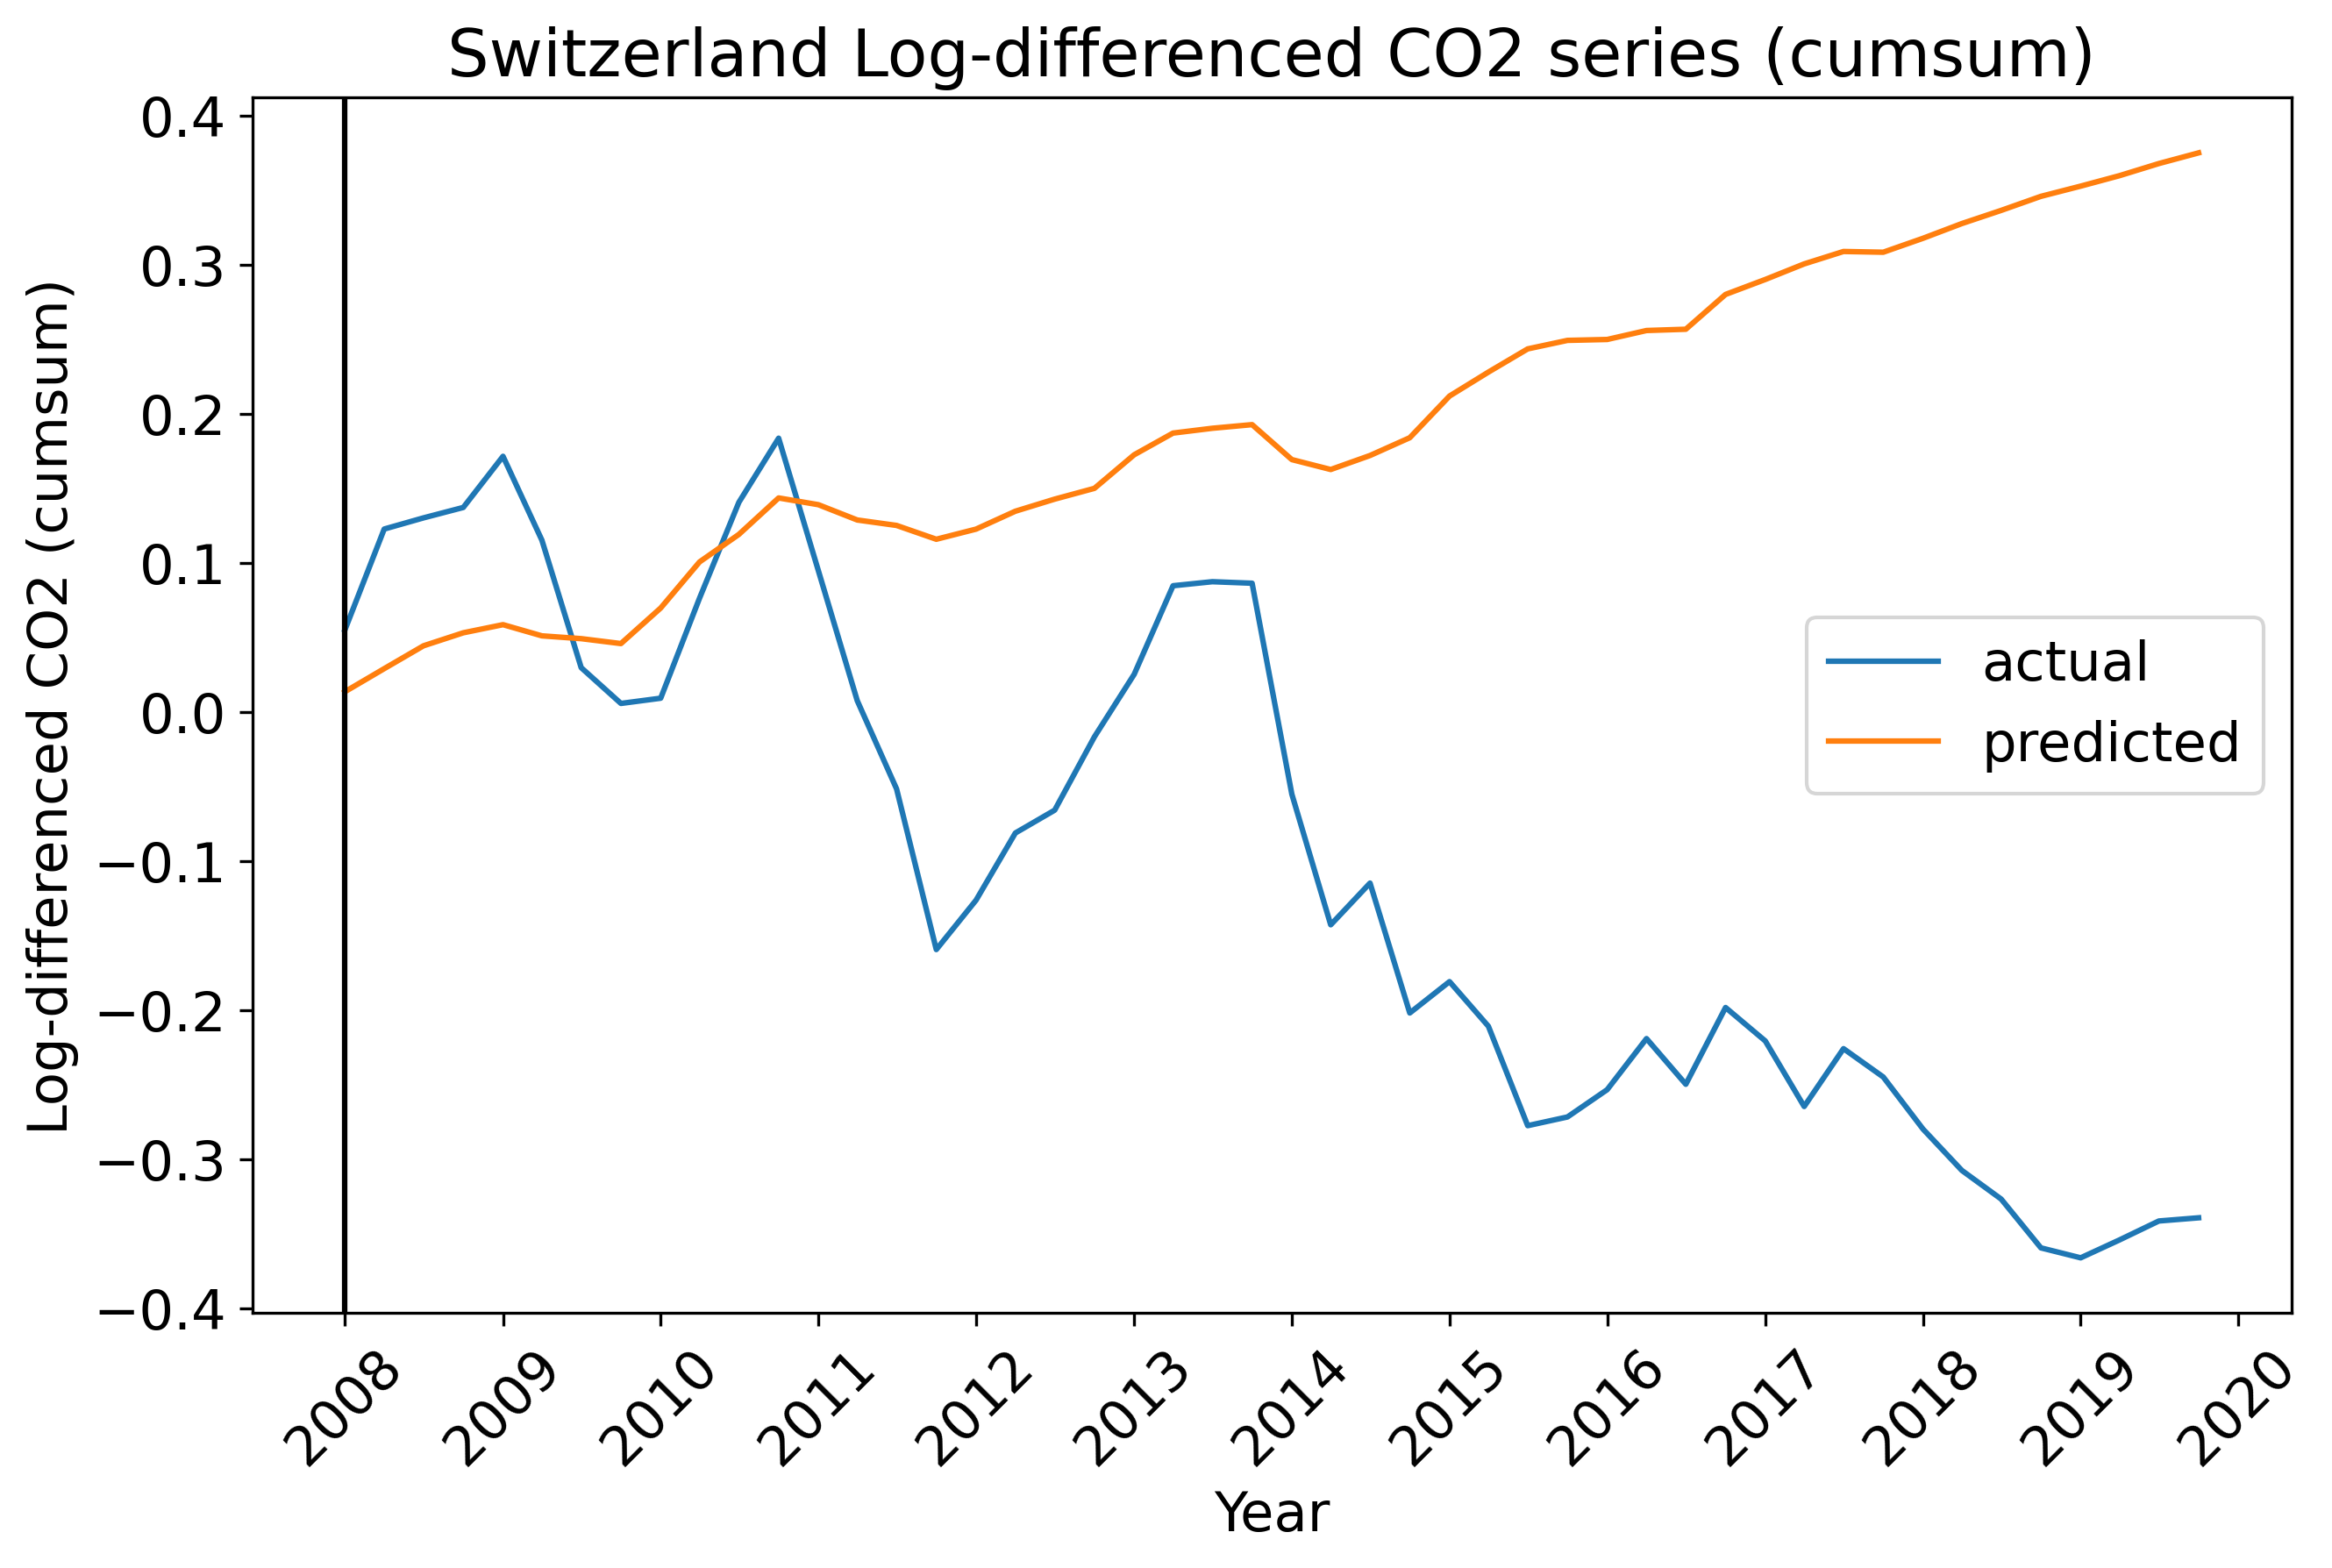 Switzerland Log-differenced CO2 series (cumsum)
Log-differenced CO2 (cumsum)
0.4
0.3
0.2
0.1
0.0
−0.1
−0.2
−0.3
−0.4
actual
predicted
2008 2009 2010 2011 2012 2013 2014 2015 2016 2017 2018 2019 2020
Year